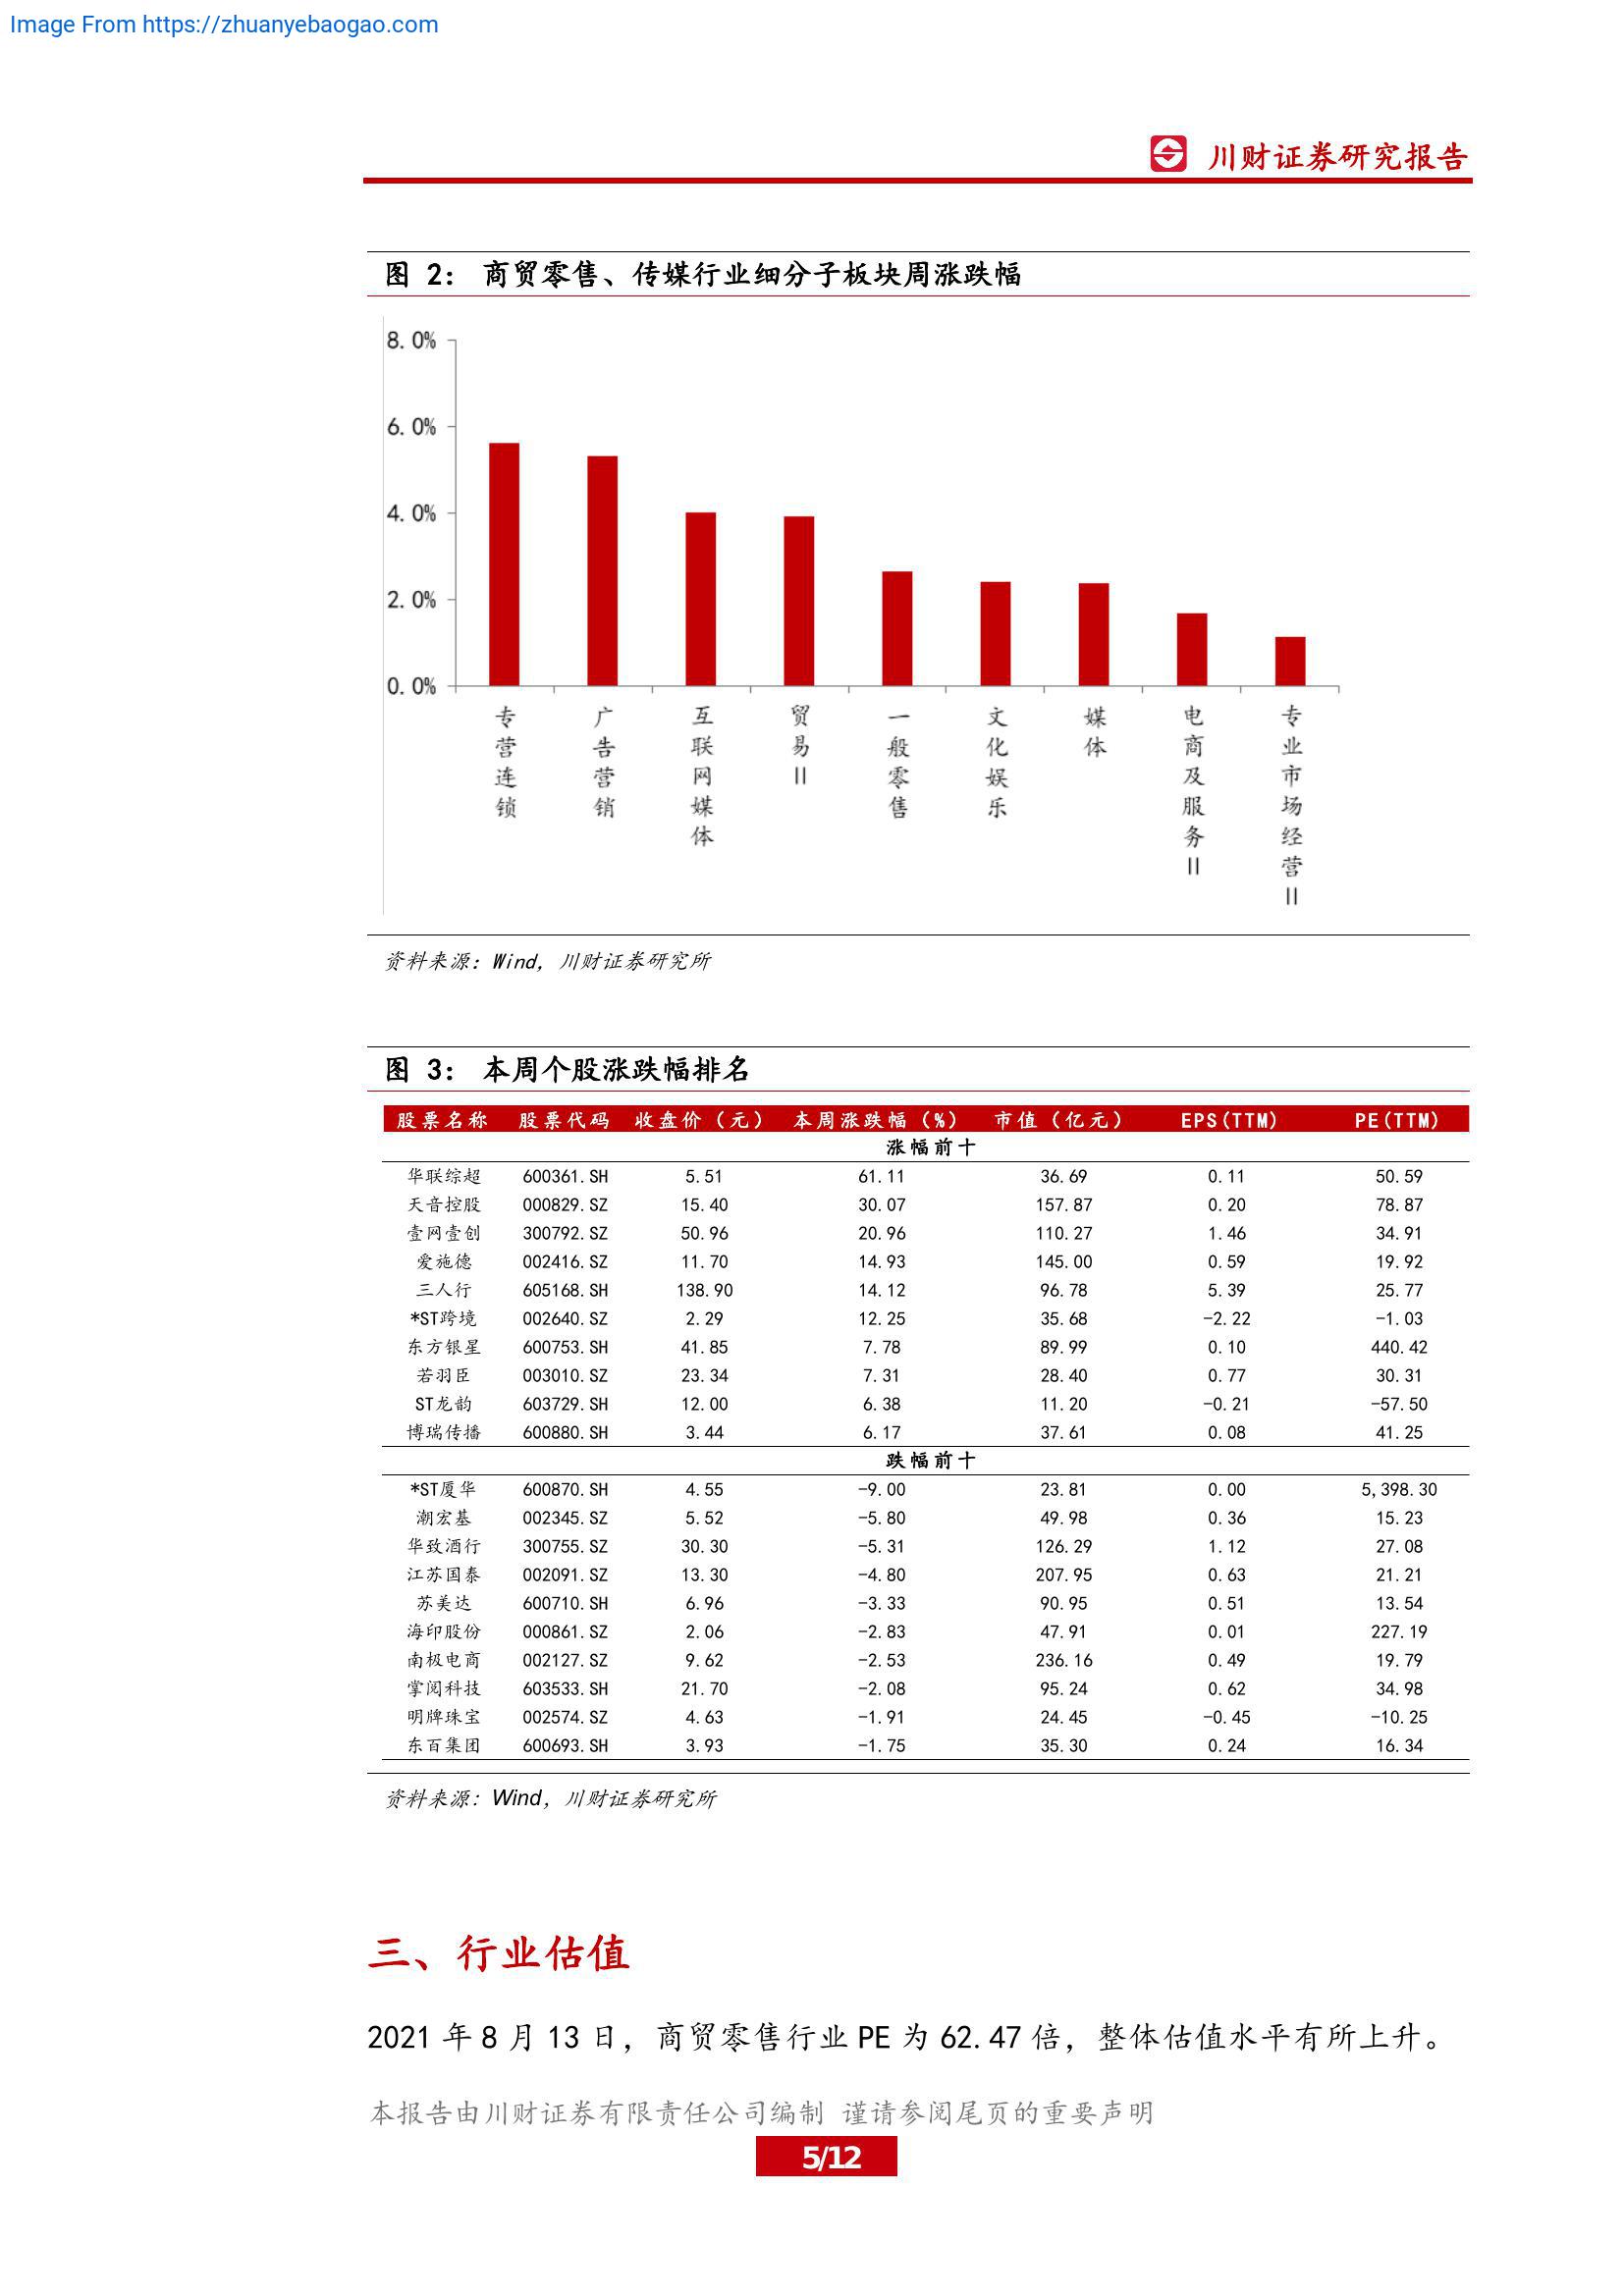 Image From https://zhuanyebaogao.com
川财证券研究报告
图 2： 商贸零售、传媒行业细分子板块周涨跌幅
8.0%
6.0%
4.0%
2.0%
0.0%
专营连锁
广告营销
互联网媒体
贸易II
一般零售
文化娱乐
媒体
电商及服务II
专业市场经营II
资料来源：Wind，川财证券研究所
图 3： 本周个股涨跌幅排名
股票名称 股票代码 收盘价（元） 本周涨跌幅（%） 市值（亿元） EPS(TTM) PE(TTM)
涨幅前十
华联综超 600361.SH 5.51 61.11 36.69 0.11 50.59
天音控股 000829.SZ 15.40 30.07 157.87 0.20 78.87
壹网壹创 300792.SZ 50.96 20.96 110.27 1.46 34.91
爱施德 002416.SZ 11.70 14.93 145.00 0.59 19.92
三人行 605168.SH 138.90 14.12 96.78 5.39 25.77
*ST跨境 002640.SZ 2.29 12.25 35.68 -2.22 -1.03
东方银星 600753.SH 41.85 7.78 89.99 0.10 440.42
若羽臣 003010.SZ 23.34 7.31 28.40 0.77 30.31
ST龙韵 603729.SH 12.00 6.38 11.20 -0.21 -57.50
博瑞传播 600880.SH 3.44 6.17 37.61 0.08 41.25
跌幅前十
*ST厦华 600870.SH 4.55 -9.00 23.81 0.00 5,398.30
潮宏基 002345.SZ 5.52 -5.80 49.98 0.36 15.23
华致酒行 300755.SZ 30.30 -5.31 126.29 1.12 27.08
江苏国泰 002091.SZ 13.30 -4.80 207.95 0.63 21.21
苏美达 600710.SH 6.96 -3.33 90.95 0.51 13.54
海印股份 000861.SZ 2.06 -2.83 47.91 0.01 227.19
南极电商 002127.SZ 9.62 -2.53 236.16 0.49 19.79
掌阅科技 603533.SH 21.70 -2.08 95.24 0.62 34.98
明牌珠宝 002574.SZ 4.63 -1.91 24.45 -0.45 -10.25
东百集团 600693.SH 3.93 -1.75 35.30 0.24 16.34
资料来源：Wind，川财证券研究所
三、行业估值
2021 年 8 月 13 日，商贸零售行业 PE 为 62.47 倍，整体估值水平有所上升。
本报告由川财证券有限责任公司编制 谨请参阅尾页的重要声明
5/12